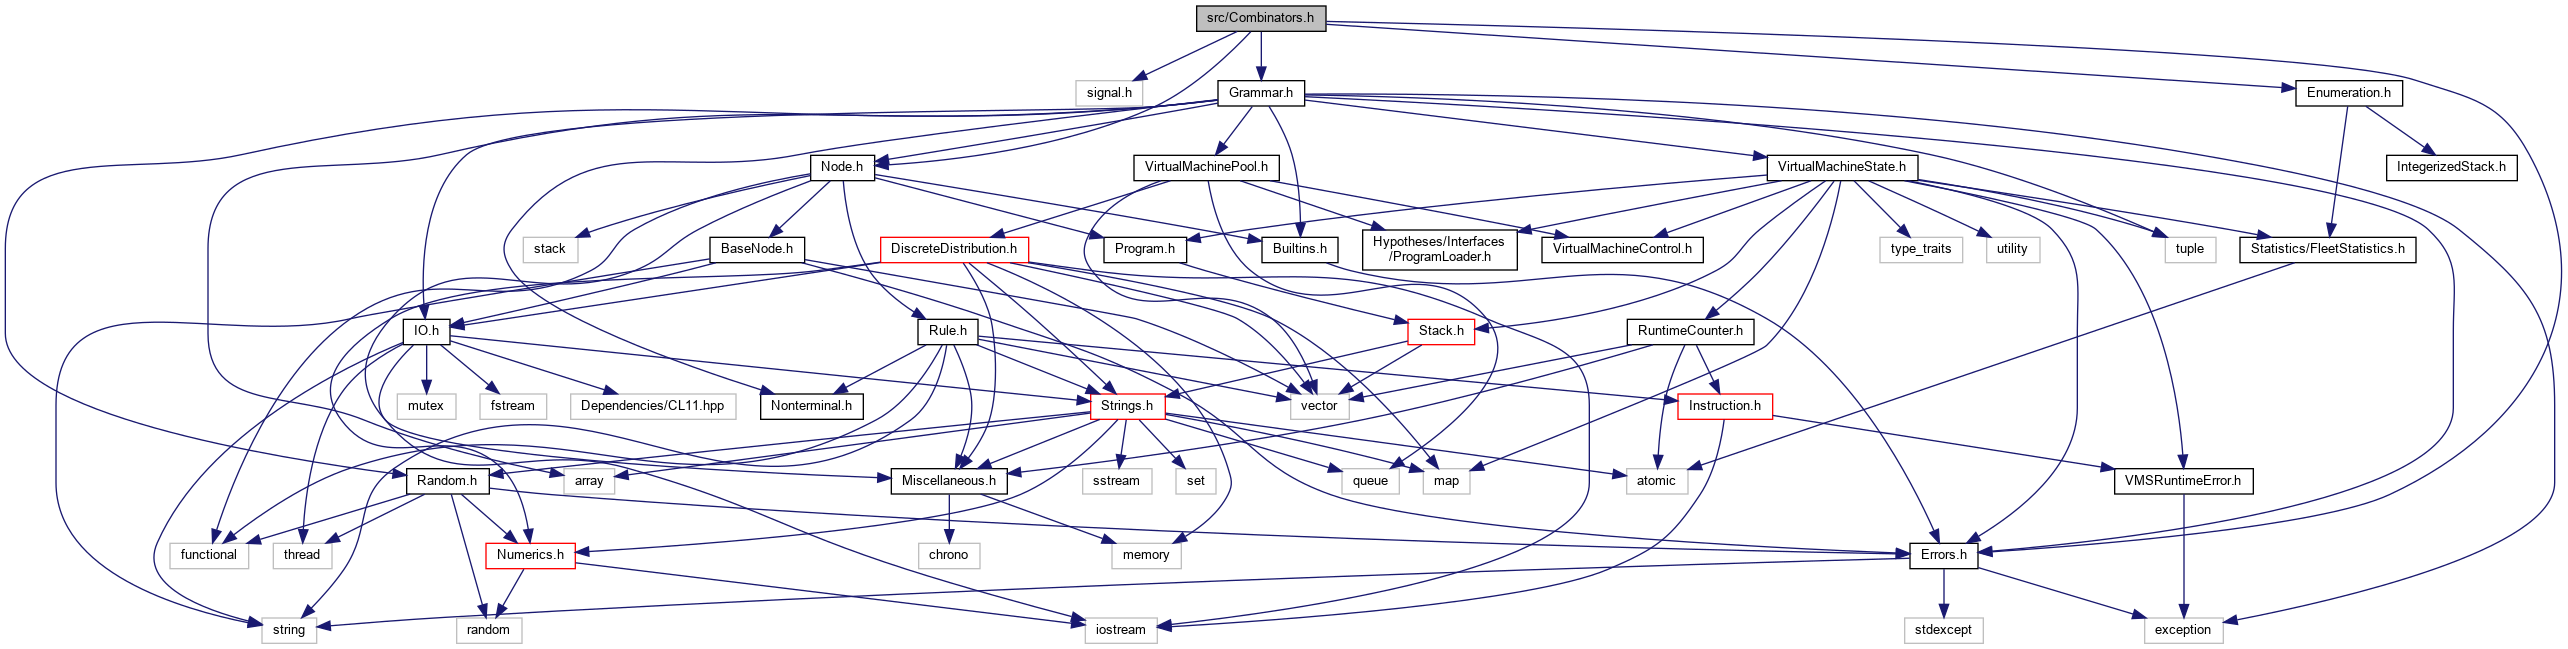 src/Combinators.h
signal.h
Grammar.h
Enumeration.h
Node.h
VirtualMachinePool.h
VirtualMachineState.h
IntegerizedStack.h
stack
BaseNode.h
DiscreteDistribution.h
Program.h
Builtins.h
Hypotheses/Interfaces
/ProgramLoader.h
VirtualMachineControl.h
type_traits
utility
tuple
Statistics/FleetStatistics.h
IO.h
Rule.h
Stack.h
RuntimeCounter.h
mutex
fstream
Dependencies/CL11.hpp
Nonterminal.h
Strings.h
vector
Instruction.h
Random.h
array
Miscellaneous.h
sstream
set
queue
map
atomic
VMSRuntimeError.h
functional
thread
Numerics.h
chrono
memory
Errors.h
string
random
iostream
stdexcept
exception